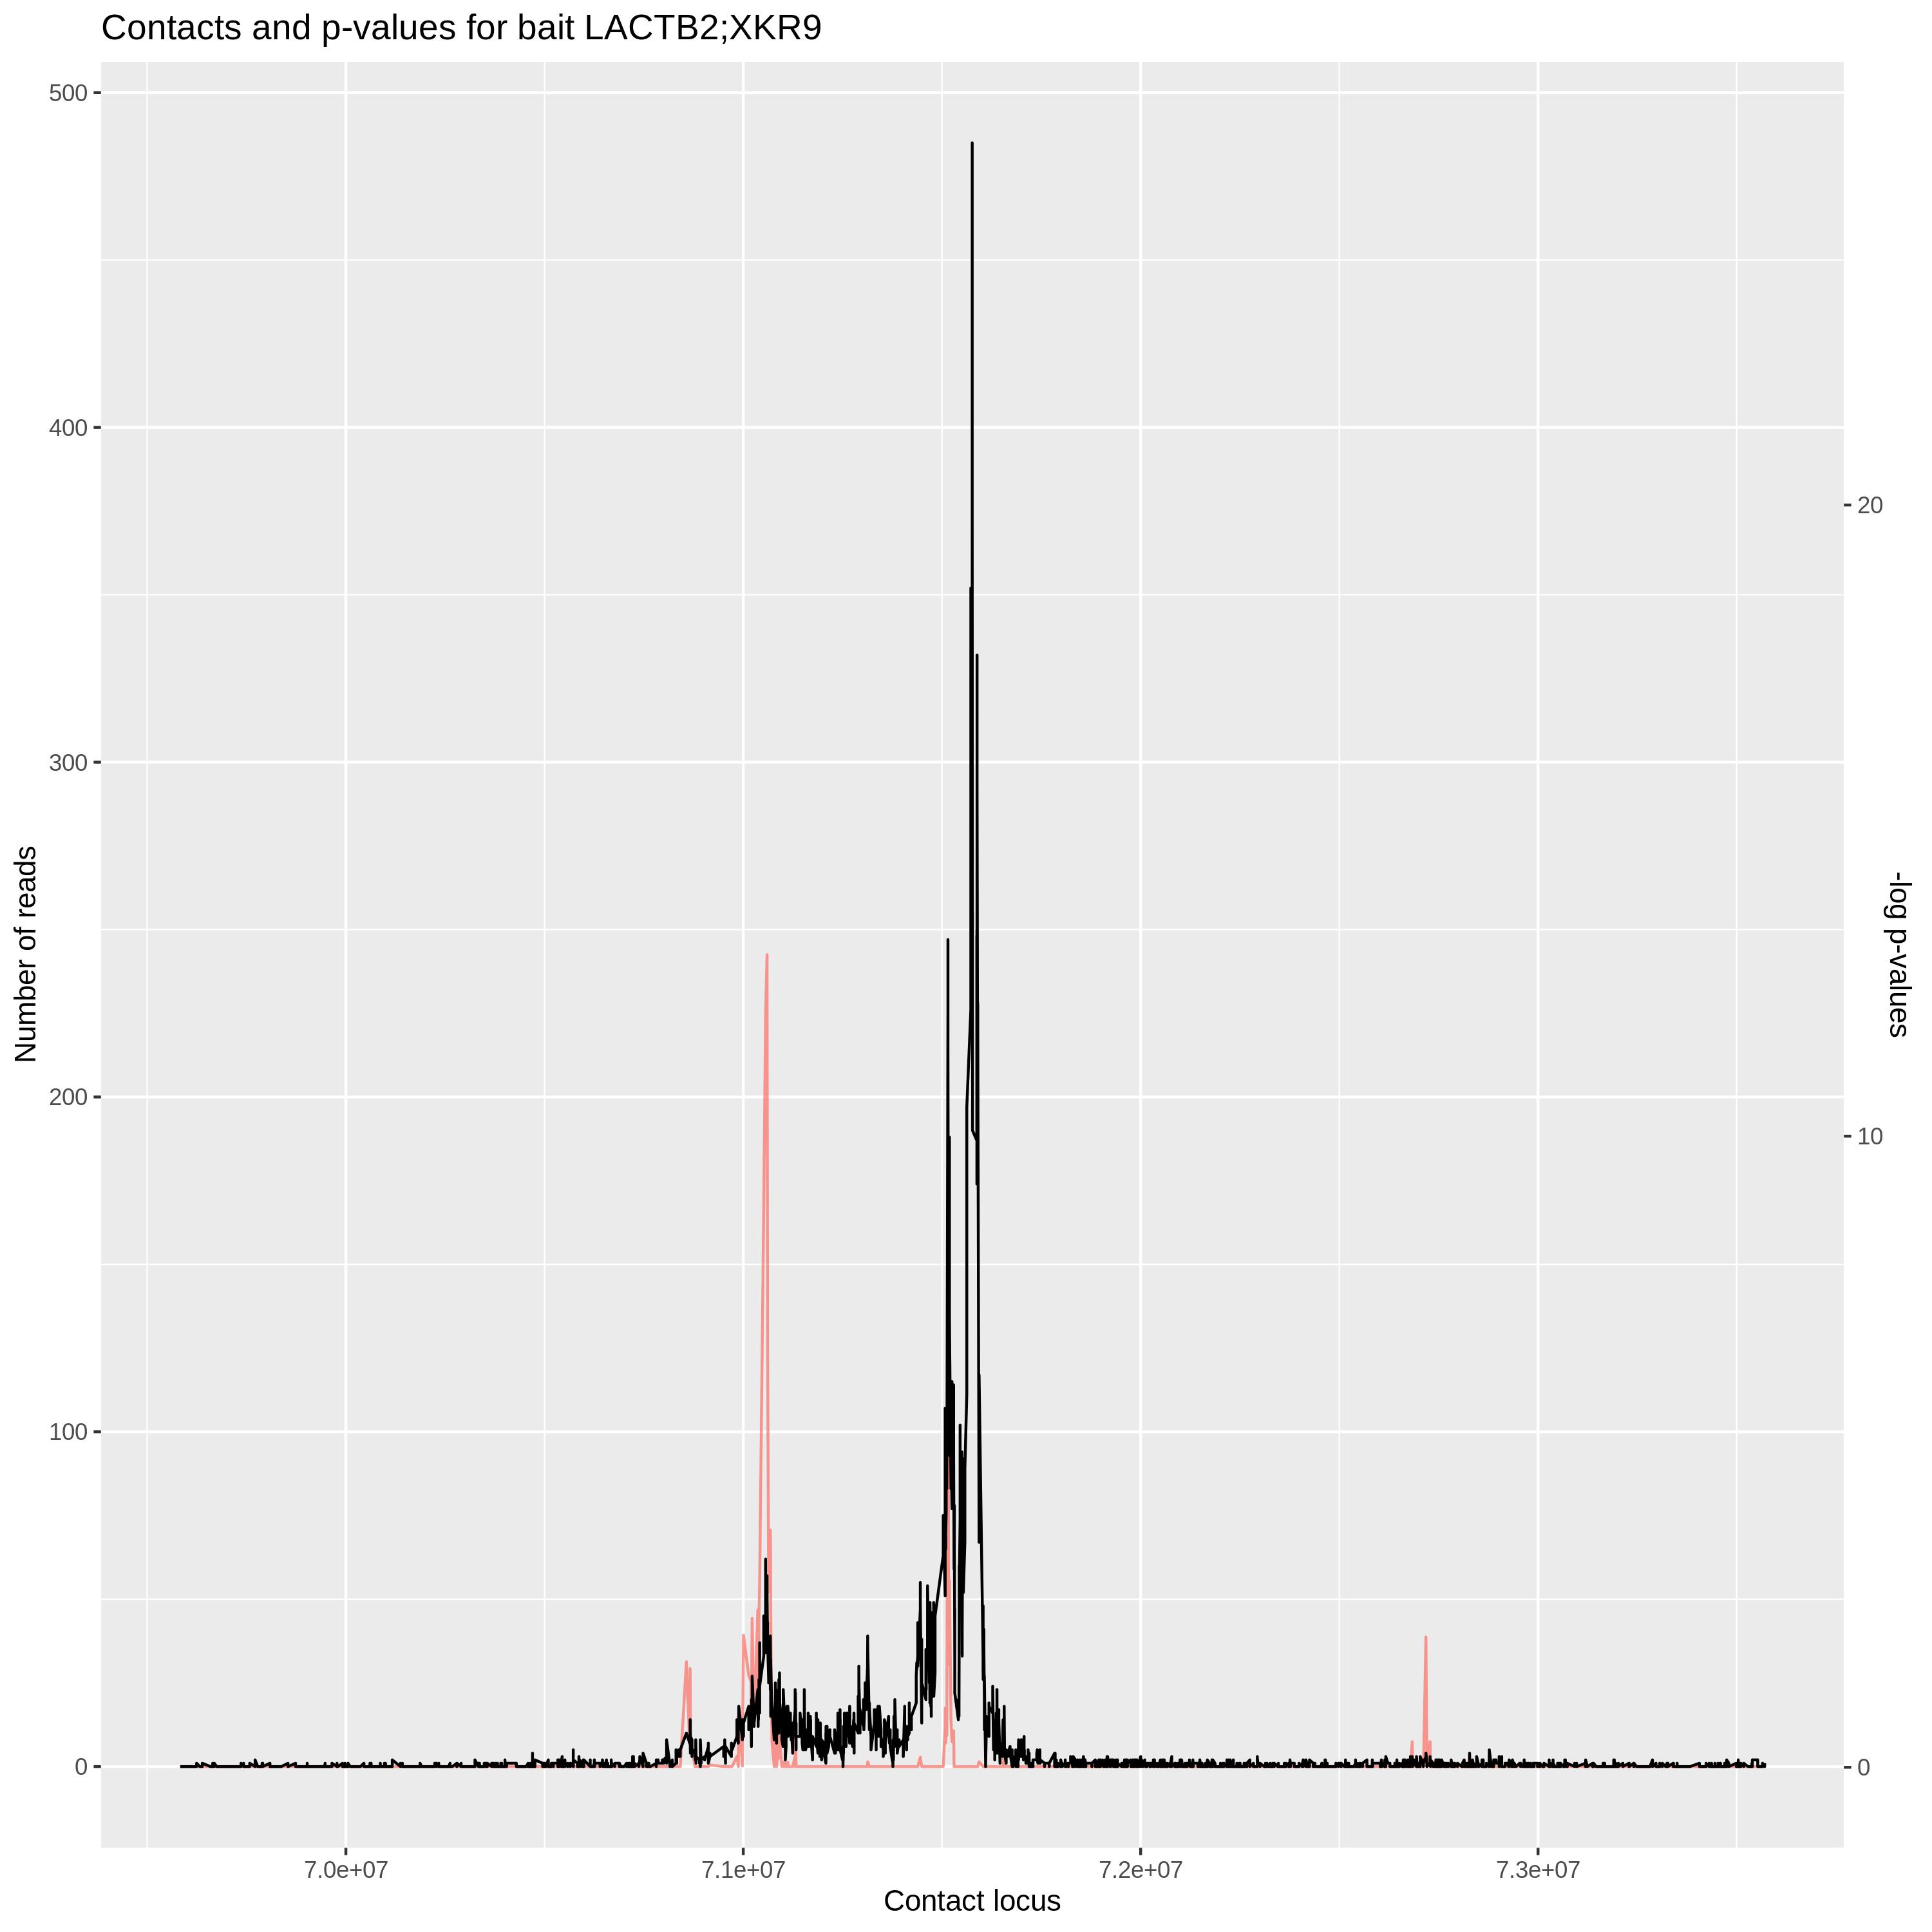 Contacts and p-values for bait LACTB2;XKR9
500
400
300
200
100
0
Number of reads
20
10
0
-log p-values
7.0e+07
7.1e+07
7.2e+07
7.3e+07
Contact locus